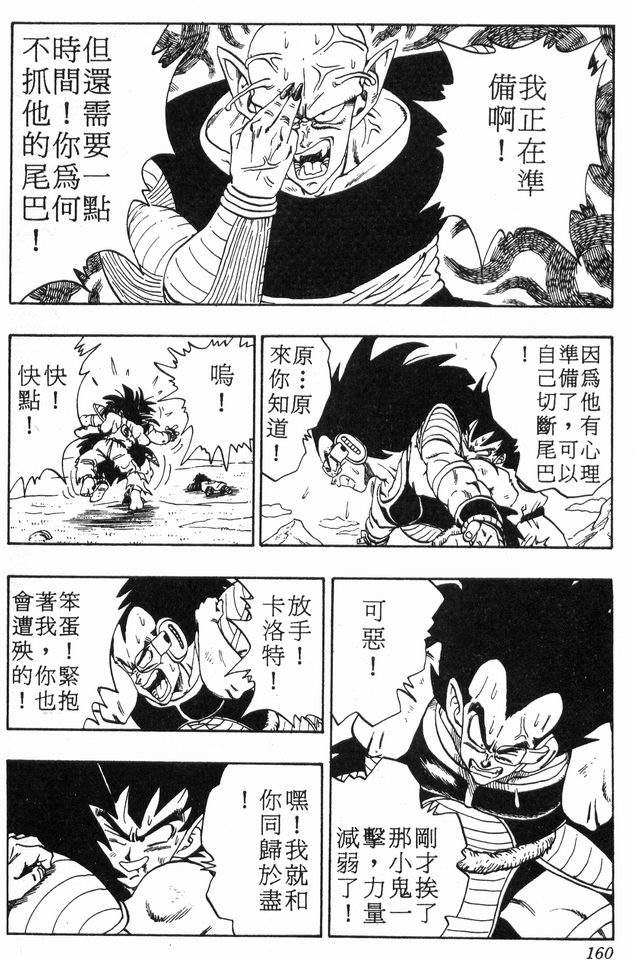 我正在準
備啊！
但還需要一點
時間！你爲何
不抓他的尾巴！
因爲他有心理
準備了，可以
自己切斷尾巴
！
原…原
來你知
道！
嗚！
快！
快點！
可惡！
剛才挨了
那小鬼一
擊，力量
減弱了！
放手！
卡洛特！
笨蛋！緊抱
著我，你也
會遭殃的！
嘿！我就和
你同歸於盡
！
160